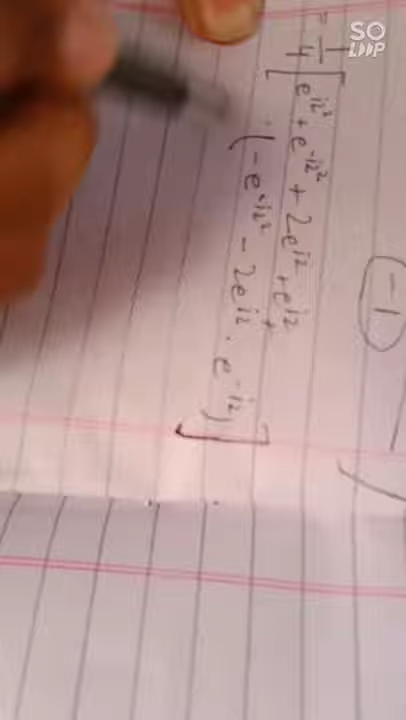 SO
LOOP
= 1/4 [ e^{iz²} + e^{-iz²} + 2e^{iz} + e^{iz}
( - e^{iz²} - 2e^{iz} · e^{-iz} ) ]
-1